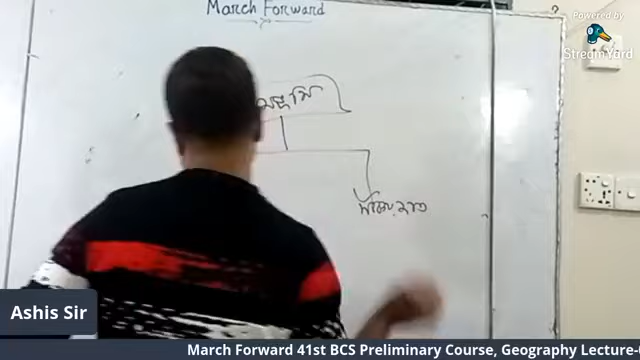 March Forward
Powered by
StreamYard
Ashis Sir
March Forward 41st BCS Preliminary Course, Geography Lecture-